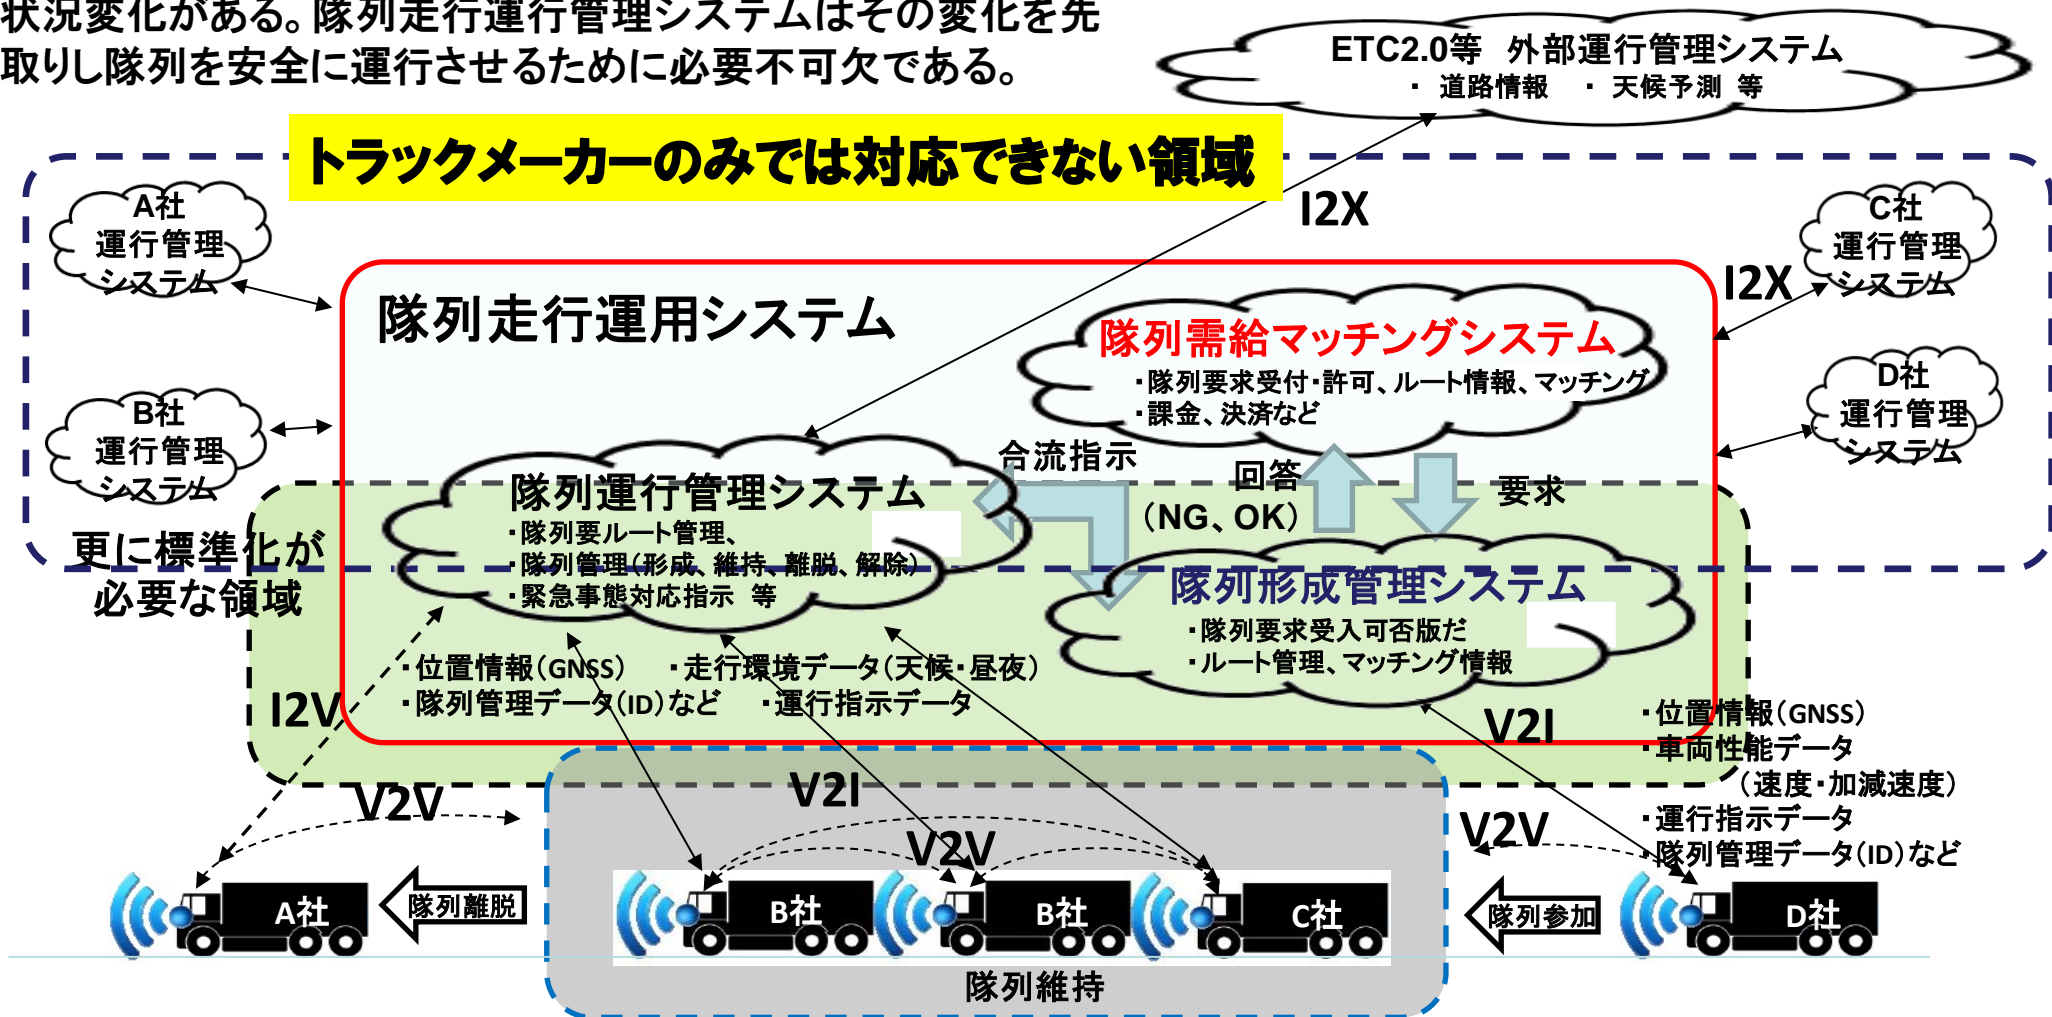 状況変化がある。隊列走行運行管理システムはその変化を先
取りし隊列を安全に運行させるために必要不可欠である。
ETC2.0等 外部運行管理システム
・ 道路情報 ・ 天候予測 等
トラックメーカーのみでは対応できない領域
I2X
A社
運行管理
システム
C社
運行管理
システム
I2X
隊列走行運用システム
隊列需給マッチングシステム
・隊列要求受付・許可、ルート情報、マッチング
・課金、決済など
B社
運行管理
システム
D社
運行管理
システム
合流指示
回答
（NG、OK）
要求
隊列運行管理システム
・隊列要ルート管理、
・隊列管理（形成、維持、離脱、解除）
・緊急事態対応指示 等
更に標準化が
必要な領域
隊列形成管理システム
・隊列要求受入可否版だ
・ルート管理、マッチング情報
・位置情報（GNSS） ・走行環境データ（天候・昼夜）
・隊列管理データ（ID）など ・運行指示データ
I2V
V2I
・位置情報（GNSS）
・車両性能データ
（速度・加減速度）
・運行指示データ
・隊列管理データ（ID）など
V2V
V2I
V2V
V2V
A社
隊列離脱
B社
B社
C社
隊列参加
D社
隊列維持